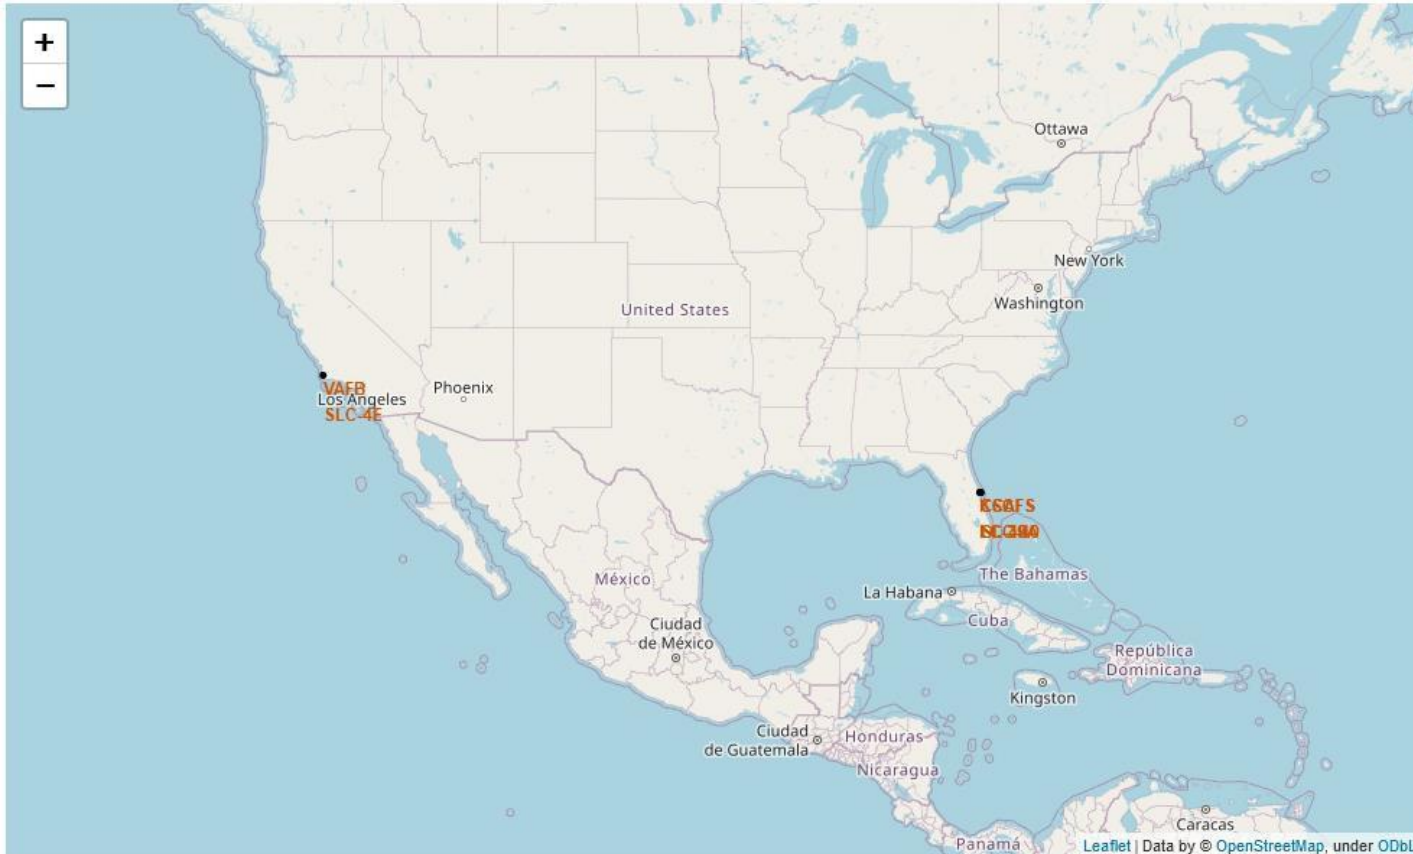 +
−
Ottawa
New York
Washington
United States
VAFB
SLC-4E
Los Angeles
Phoenix
The Bahamas
La Habana
Cuba
México
Ciudad
de México
República
Dominicana
Kingston
Ciudad
de Guatemala
Honduras
Nicaragua
Caracas
Panamá
Leaflet | Data by © OpenStreetMap, under ODbL